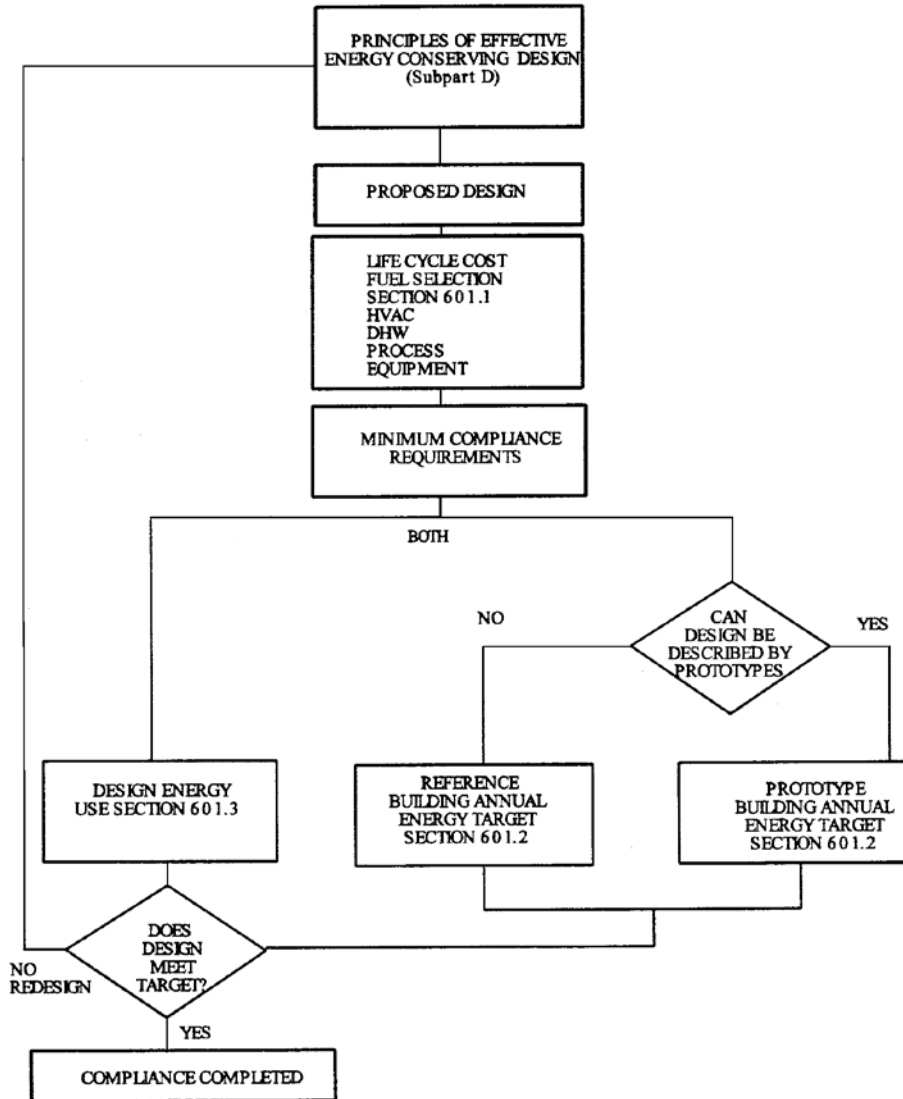 PRINCIPLES OF EFFECTIVE
ENERGY CONSERVING DESIGN
(Subpart D)
PROPOSED DESIGN
LIFE CYCLE COST
FUEL SELECTION
SECTION 601.1
HVAC
DHW
PROCESS
EQUIPMENT
MINIMUM COMPLIANCE
REQUIREMENTS
BOTH
NO
CAN
DESIGN BE
DESCRIBED BY
PROTOTYPES
YES
DESIGN ENERGY
USE SECTION 601.3
REFERENCE
BUILDING ANNUAL
ENERGY TARGET
SECTION 601.2
PROTOTYPE
BUILDING ANNUAL
ENERGY TARGET
SECTION 601.2
DOES
DESIGN
MEET
TARGET?
NO
REDESIGN
YES
COMPLIANCE COMPLETED